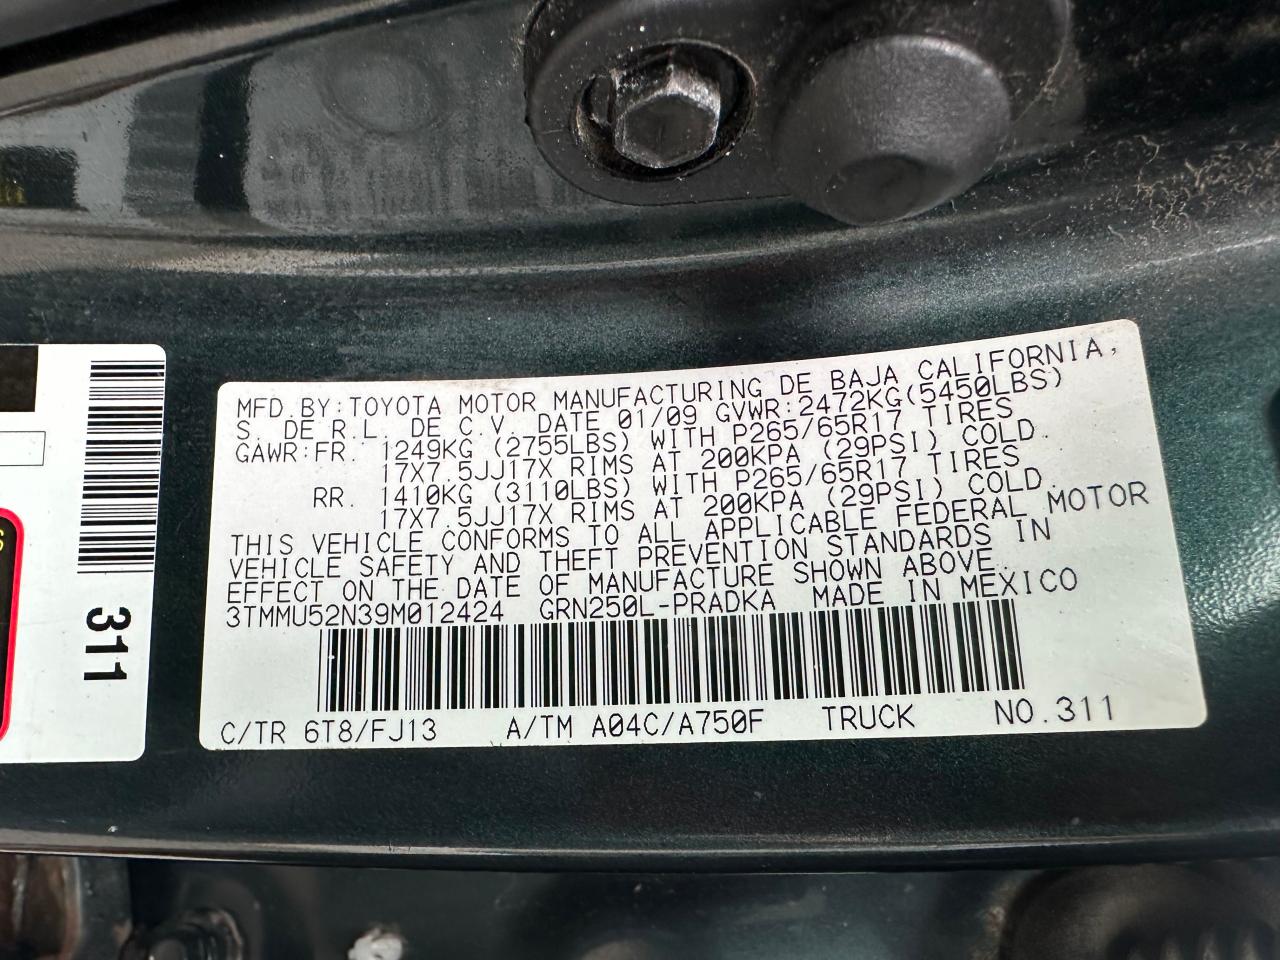 MFD.BY:TOYOTA MOTOR MANUFACTURING DE BAJA CALIFORNIA,
S. DE R.L. DE C.V. DATE 01/09 GVWR:2472KG(5450LBS)
GAWR:FR. 1249KG (2755LBS) WITH P265/65R17 TIRES
17X7.5JJ17X RIMS AT 200KPA (29PSI) COLD.
RR. 1410KG (3110LBS) WITH P265/65R17 TIRES
17X7.5JJ17X RIMS AT 200KPA (29PSI) COLD.
THIS VEHICLE CONFORMS TO ALL APPLICABLE FEDERAL MOTOR
VEHICLE SAFETY AND THEFT PREVENTION STANDARDS IN
EFFECT ON THE DATE OF MANUFACTURE SHOWN ABOVE.
3TMMU52N39M012424 GRN250L-PRADKA MADE IN MEXICO
C/TR 6T8/FJ13 A/TM A04C/A750F TRUCK NO.311
311